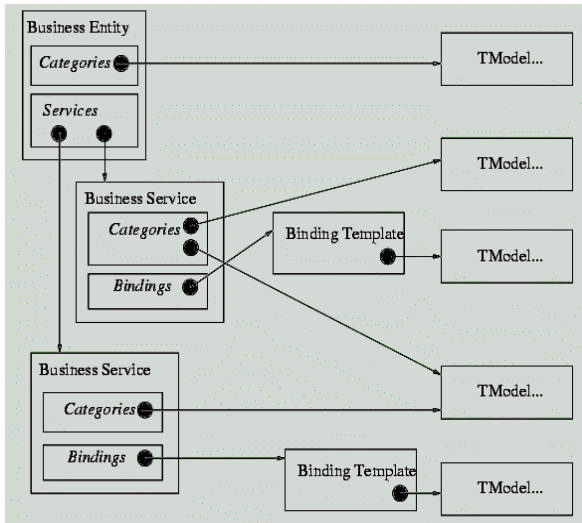 Business Entity
Categories
TModel...
Services
TModel...
Business Service
Categories
Binding Template
TModel...
Bindings
Business Service
TModel...
Categories
Bindings
Binding Template
TModel...